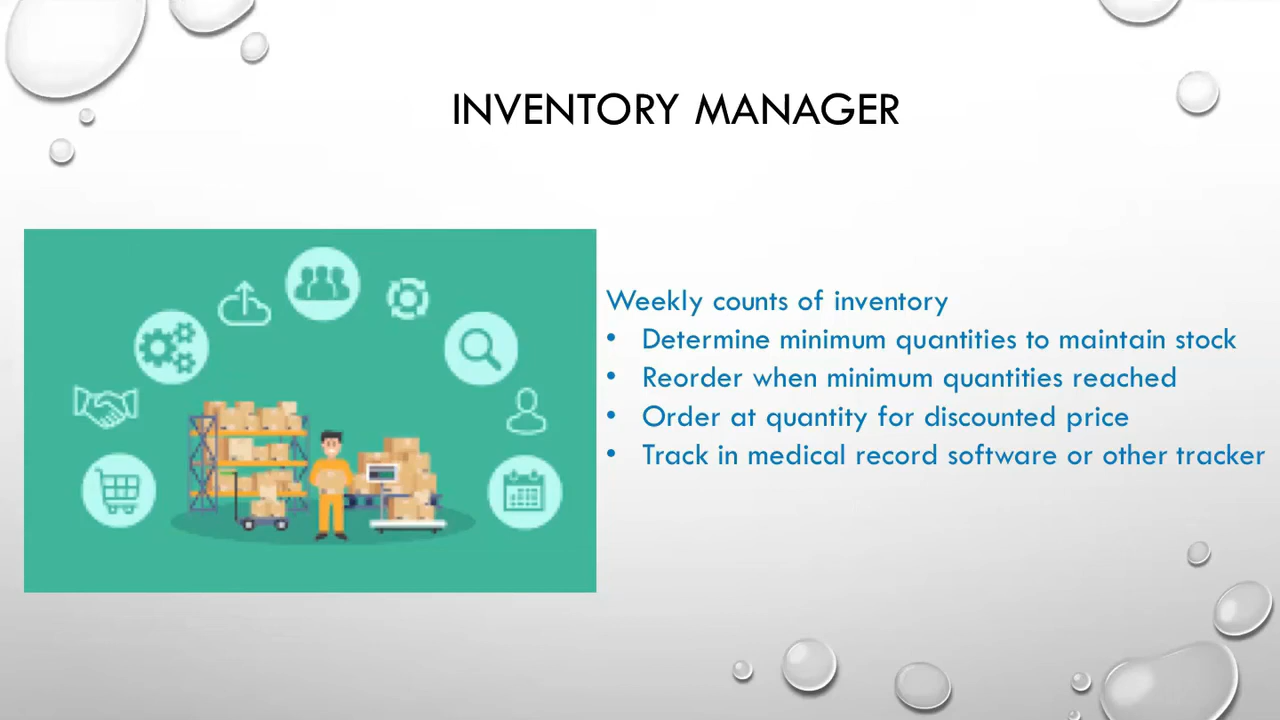 INVENTORY MANAGER
Weekly counts of inventory
• Determine minimum quantities to maintain stock
• Reorder when minimum quantities reached
• Order at quantity for discounted price
• Track in medical record software or other tracker